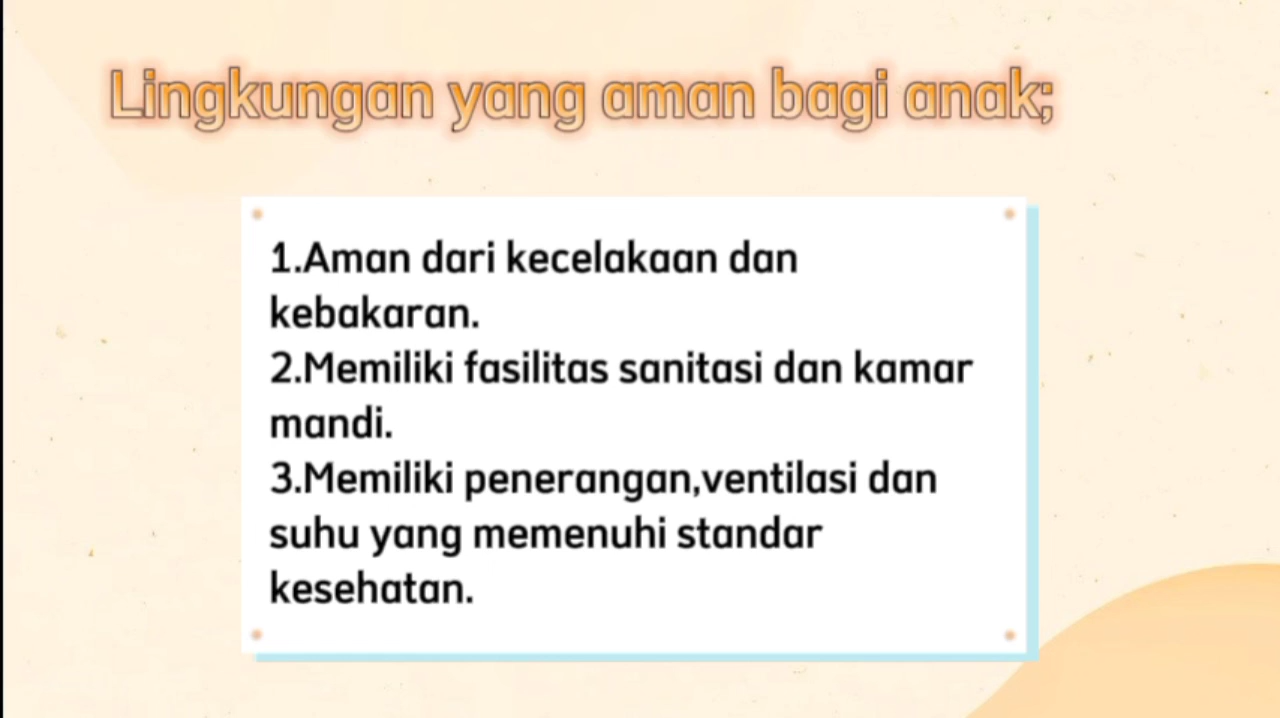 Lingkungan yang aman bagi anak;
1.Aman dari kecelakaan dan
kebakaran.
2.Memiliki fasilitas sanitasi dan kamar
mandi.
3.Memiliki penerangan,ventilasi dan
suhu yang memenuhi standar
kesehatan.